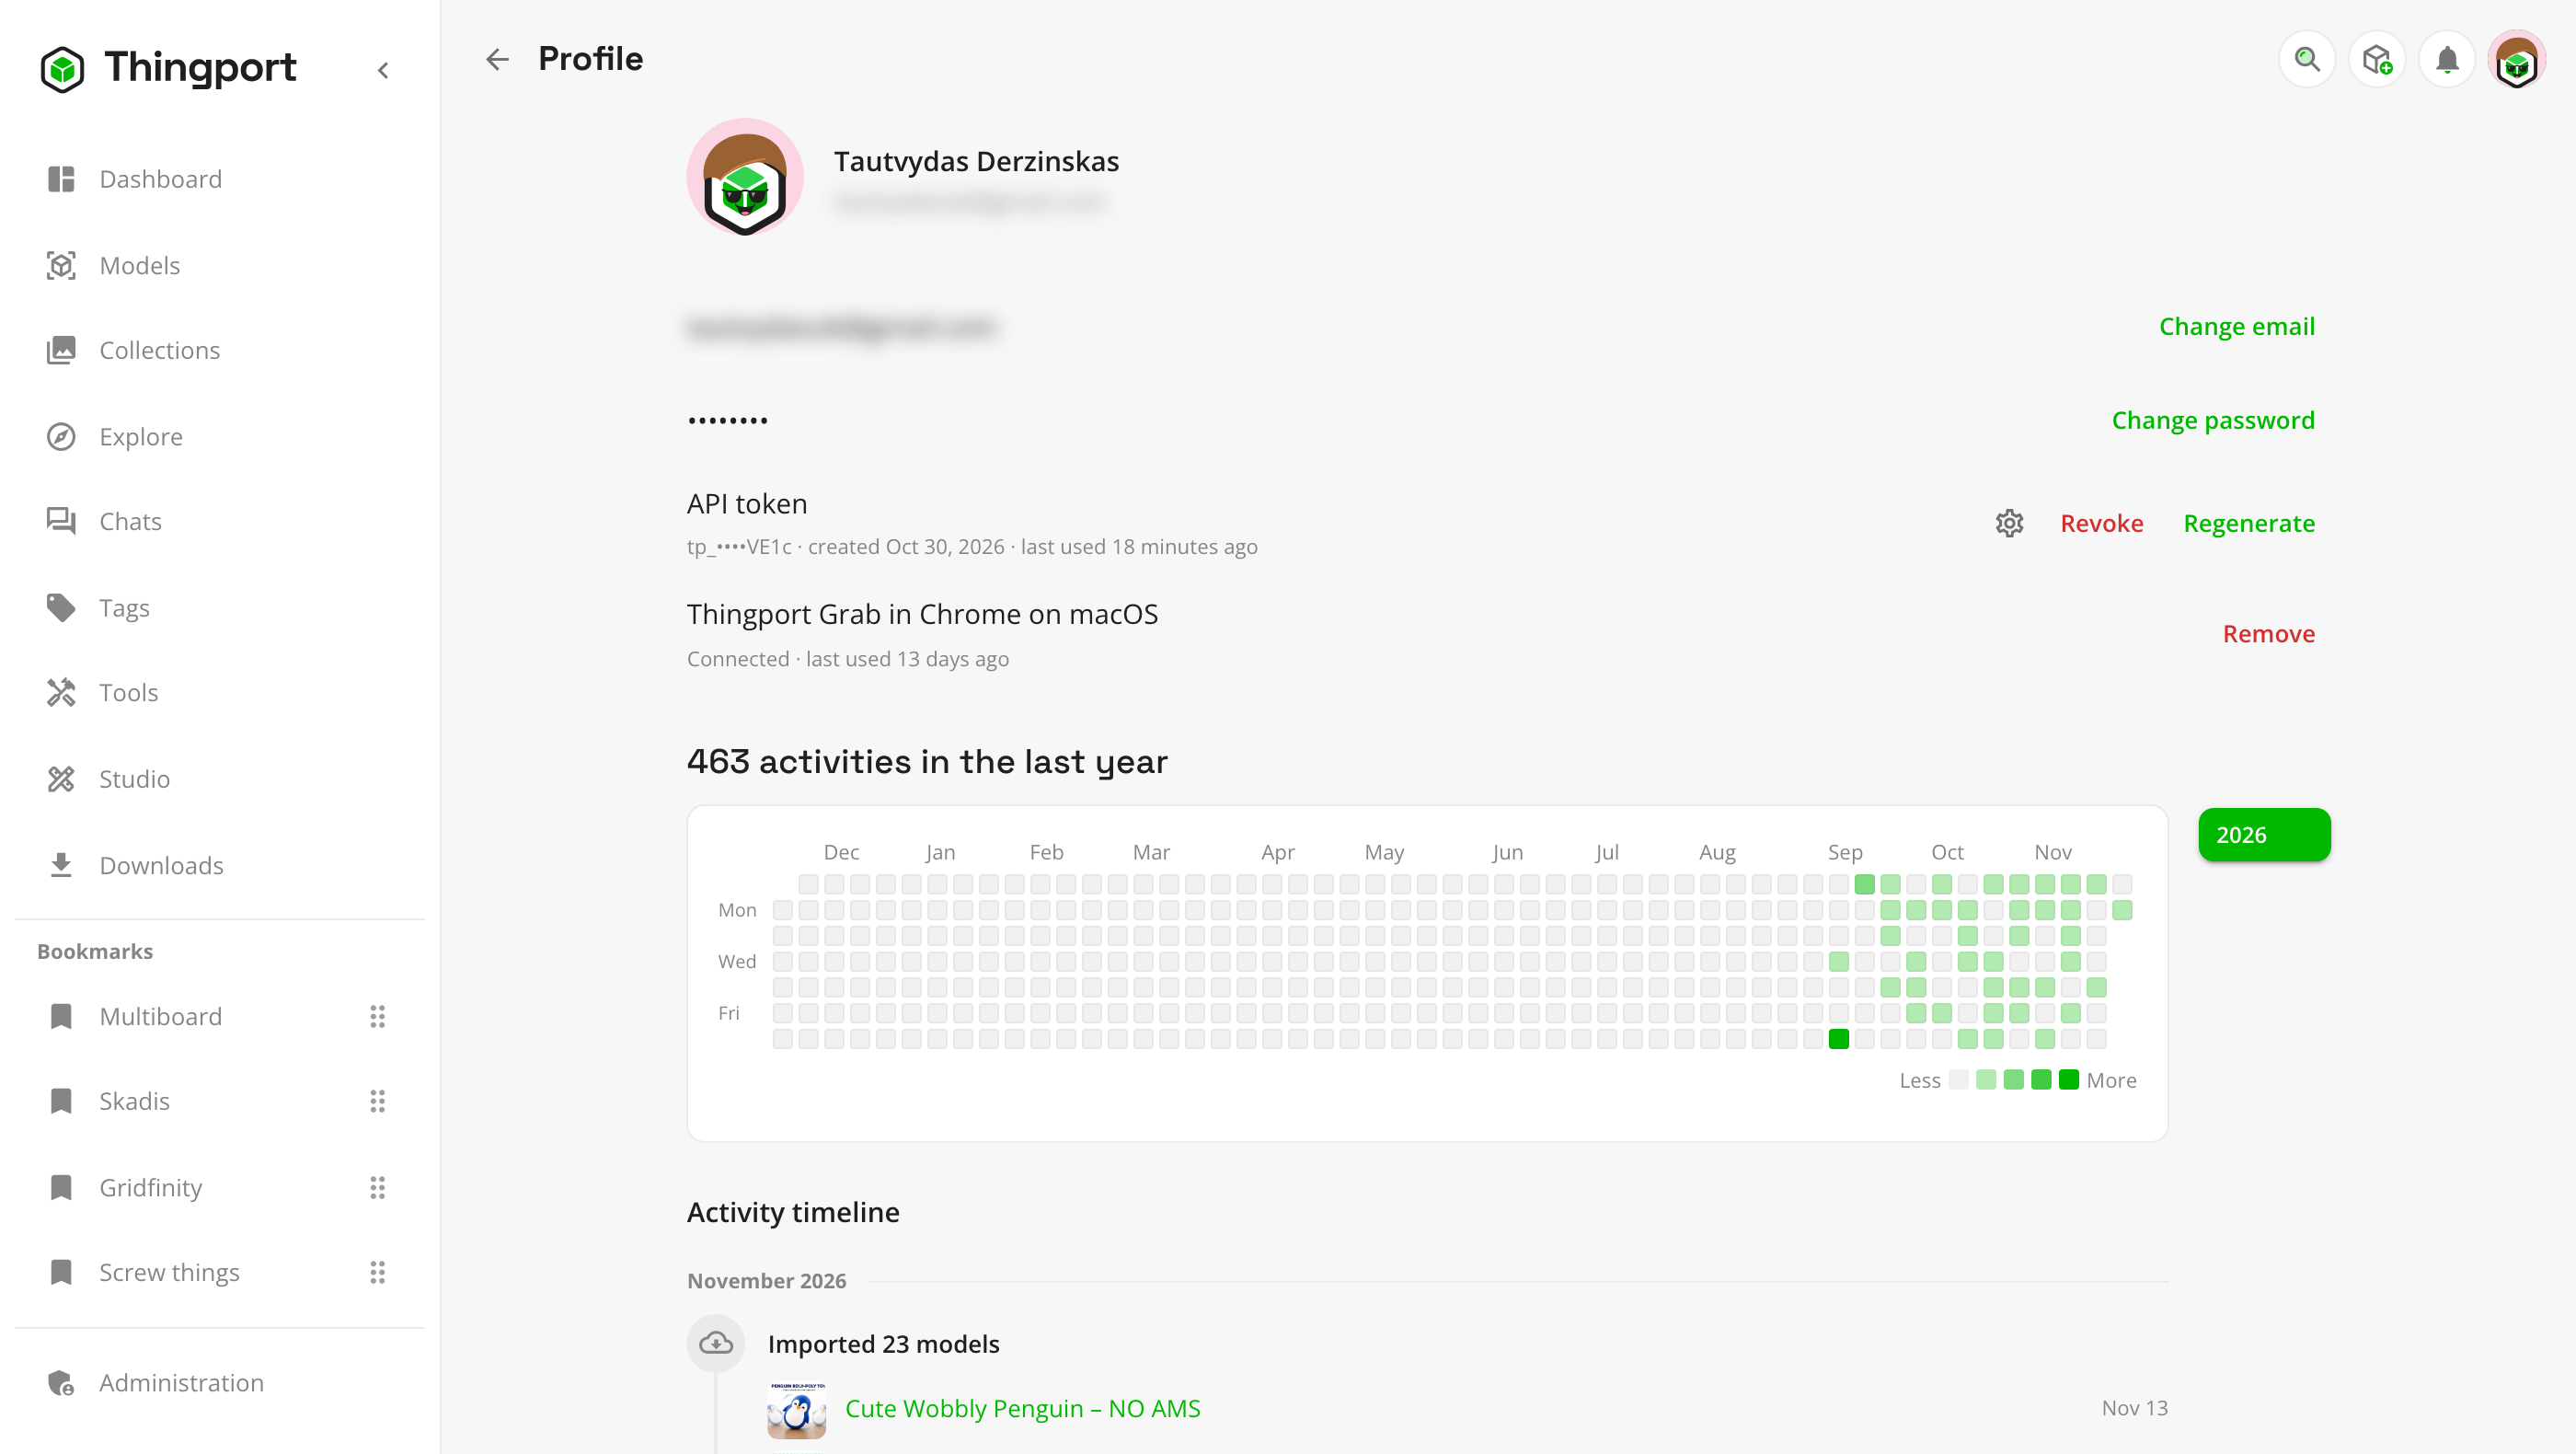 Thingport
Dashboard
Models
Collections
Explore
Chats
Tags
Tools
Studio
Downloads
Bookmarks
Multiboard
Skadis
Gridfinity
Screw things
Administration
Profile
Tautvydas Derzinskas
Change email
••••••••
Change password
API token
tp_••••VE1c · created Oct 30, 2026 · last used 18 minutes ago
Revoke
Regenerate
Thingport Grab in Chrome on macOS
Connected · last used 13 days ago
Remove
463 activities in the last year
2026
Dec Jan Feb Mar Apr May Jun Jul Aug Sep Oct Nov
Mon
Wed
Fri
Less More
Activity timeline
November 2026
Imported 23 models
Cute Wobbly Penguin – NO AMS
Nov 13